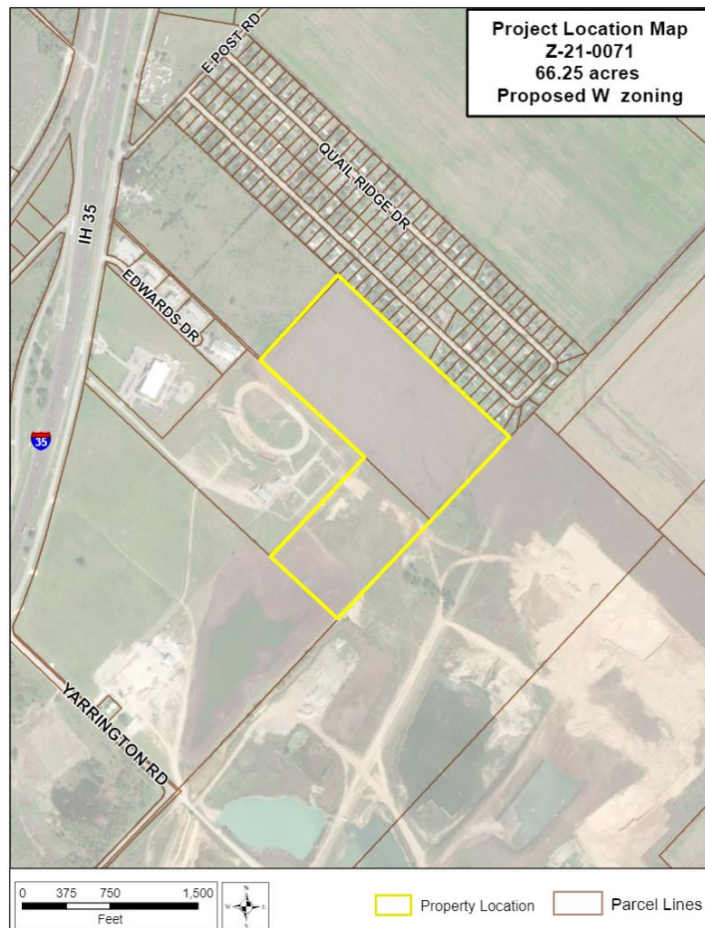 Project Location Map
Z-21-0071
66.25 acres
Proposed W zoning
E POST RD
QUAIL RIDGE DR
IH 35
EDWARDS DR
35
YARRINGTON RD
0 375 750 1,500
Feet
N
W E
S
Property Location
Parcel Lines